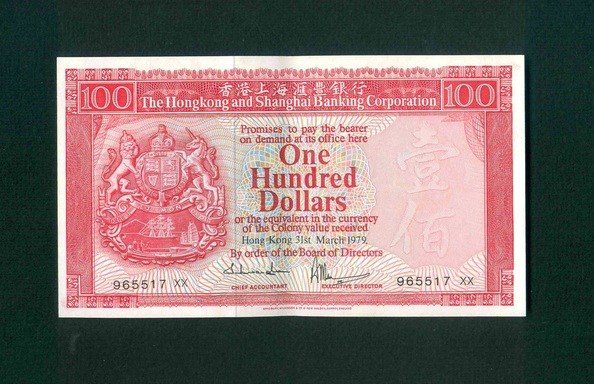 香港上海滙豐銀行
100 The Hongkong and Shanghai Banking Corporation 100
Promises to pay the bearer
on demand at its office here
One
Hundred
Dollars
or the equivalent in the currency
of the Colony value received
Hong Kong 31st March 1979.
By order of the Board of Directors
壹佰
CHIEF ACCOUNTANT
EXECUTIVE DIRECTOR
965517 XX
965517 XX